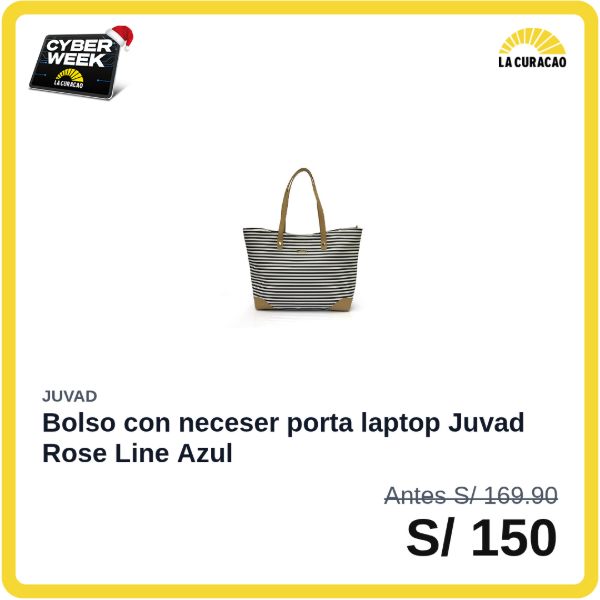 CYBER
WEEK
LA CURACAO
LA CURACAO
JUVAD
Bolso con neceser porta laptop Juvad
Rose Line Azul
Antes S/ 169.90
S/ 150